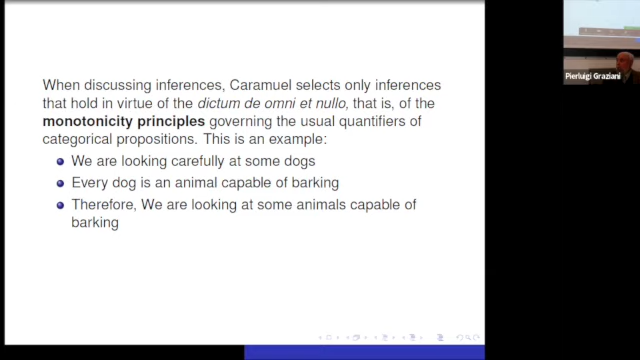 When discussing inferences, Caramuel selects only inferences
that hold in virtue of the dictum de omni et nullo, that is, of the
monotonicity principles governing the usual quantifiers of
categorical propositions. This is an example:
We are looking carefully at some dogs
Every dog is an animal capable of barking
Therefore, We are looking at some animals capable of
barking
Pierluigi Graziani